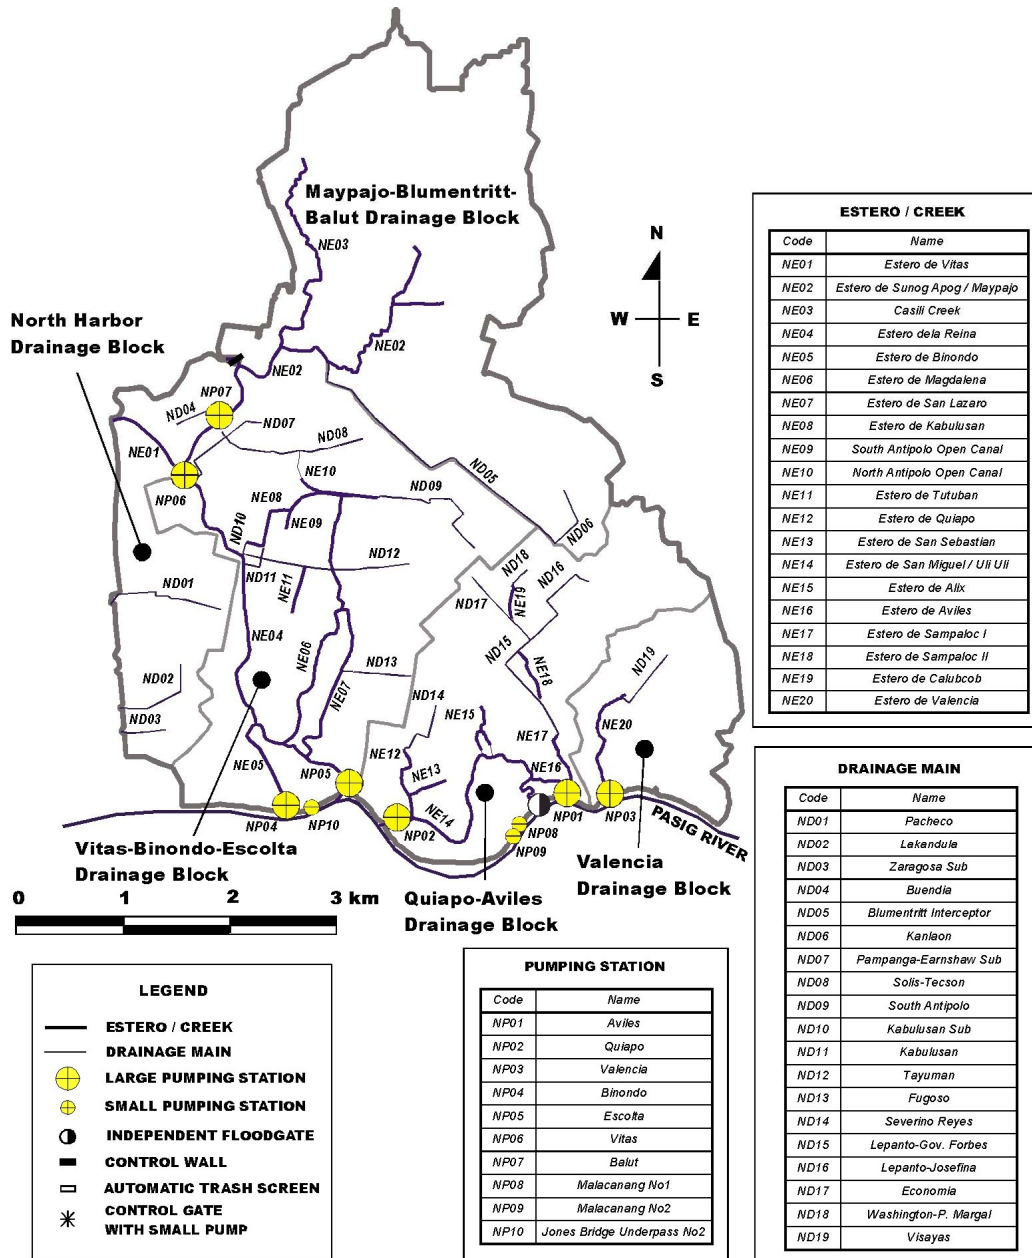 Maypajo-Blumentritt-
Balut Drainage Block
NE03
N
W E
S
North Harbor
Drainage Block
NE02
NE02
NP07
ND04
ND07
ND08
NE01
NP06
NE10
ND05
ND09
NE08
NE09
ND10
ND06
ND12
ND18
ND16
ND11
NE11
ND01
ND17
NE19
NE04
NE06
ND15
NE18
ND13
ND19
ND02
NE07
ND14
ND03
NE15
NE20
NE12
NE17
NE05
NP05
NE13
NE16
NP04
NP10
NP02
NE14
NP08
NP09
NP01
NP03
PASIG RIVER
Vitas-Binondo-Escolta
Drainage Block
Valencia
Drainage Block
Quiapo-Aviles
Drainage Block
0 1 2 3 km
ESTERO / CREEK
Code Name
NE01 Estero de Vitas
NE02 Estero de Sunog Apog / Maypajo
NE03 Casili Creek
NE04 Estero dela Reina
NE05 Estero de Binondo
NE06 Estero de Magdalena
NE07 Estero de San Lazaro
NE08 Estero de Kabulusan
NE09 South Antipolo Open Canal
NE10 North Antipolo Open Canal
NE11 Estero de Tutuban
NE12 Estero de Quiapo
NE13 Estero de San Sebastian
NE14 Estero de San Miguel / Uli Uli
NE15 Estero de Alix
NE16 Estero de Aviles
NE17 Estero de Sampaloc I
NE18 Estero de Sampaloc II
NE19 Estero de Calubcob
NE20 Estero de Valencia
DRAINAGE MAIN
Code Name
ND01 Pacheco
ND02 Lakandula
ND03 Zaragosa Sub
ND04 Buendia
ND05 Blumentritt Interceptor
ND06 Kanlaon
ND07 Pampanga-Earnshaw Sub
ND08 Solis-Tecson
ND09 South Antipolo
ND10 Kabulusan Sub
ND11 Kabulusan
ND12 Tayuman
ND13 Fugoso
ND14 Severino Reyes
ND15 Lepanto-Gov. Forbes
ND16 Lepanto-Josefina
ND17 Economia
ND18 Washington-P. Margal
ND19 Visayas
LEGEND
ESTERO / CREEK
DRAINAGE MAIN
LARGE PUMPING STATION
SMALL PUMPING STATION
INDEPENDENT FLOODGATE
CONTROL WALL
AUTOMATIC TRASH SCREEN
CONTROL GATE
WITH SMALL PUMP
PUMPING STATION
Code Name
NP01 Aviles
NP02 Quiapo
NP03 Valencia
NP04 Binondo
NP05 Escolta
NP06 Vitas
NP07 Balut
NP08 Malacanang No1
NP09 Malacanang No2
NP10 Jones Bridge Underpass No2